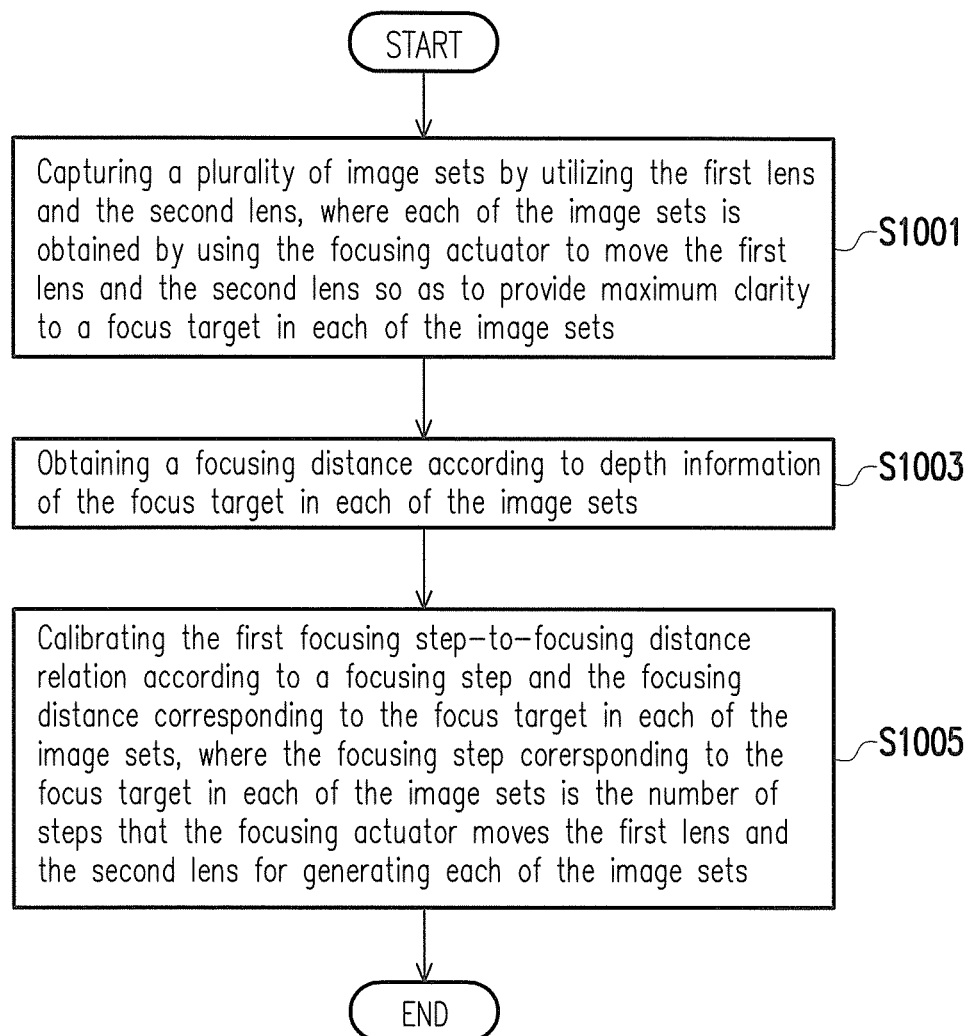 START
Capturing a plurality of image sets by utilizing the first lens
and the second lens, where each of the image sets is
obtained by using the focusing actuator to move the first
lens and the second lens so as to provide maximum clarity
to a focus target in each of the image sets
S1001
Obtaining a focusing distance according to depth information
of the focus target in each of the image sets
S1003
Calibrating the first focusing step-to-focusing distance
relation according to a focusing step and the focusing
distance corresponding to the focus target in each of the
image sets, where the focusing step corersponding to the
focus target in each of the image sets is the number of
steps that the focusing actuator moves the first lens and
the second lens for generating each of the image sets
S1005
END